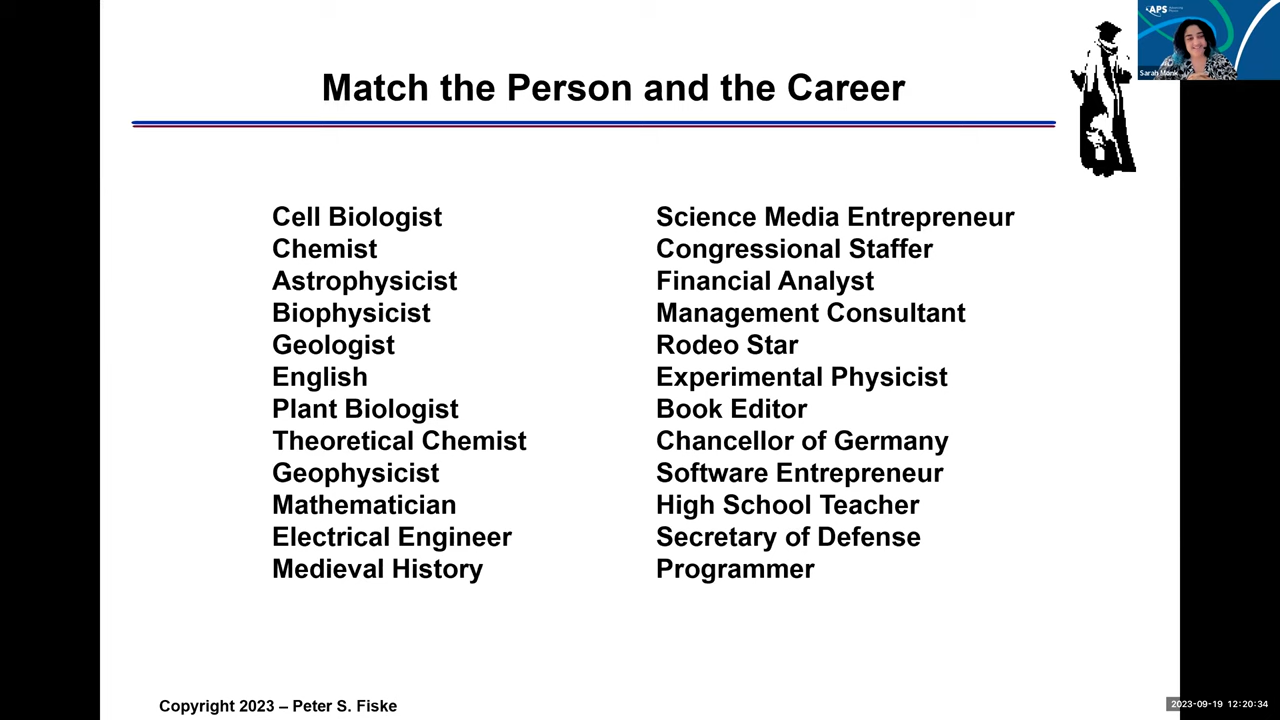 APS
Sarah Monk
Match the Person and the Career
Cell Biologist
Chemist
Astrophysicist
Biophysicist
Geologist
English
Plant Biologist
Theoretical Chemist
Geophysicist
Mathematician
Electrical Engineer
Medieval History
Science Media Entrepreneur
Congressional Staffer
Financial Analyst
Management Consultant
Rodeo Star
Experimental Physicist
Book Editor
Chancellor of Germany
Software Entrepreneur
High School Teacher
Secretary of Defense
Programmer
Copyright 2023 – Peter S. Fiske
2023-09-19 12:20:34